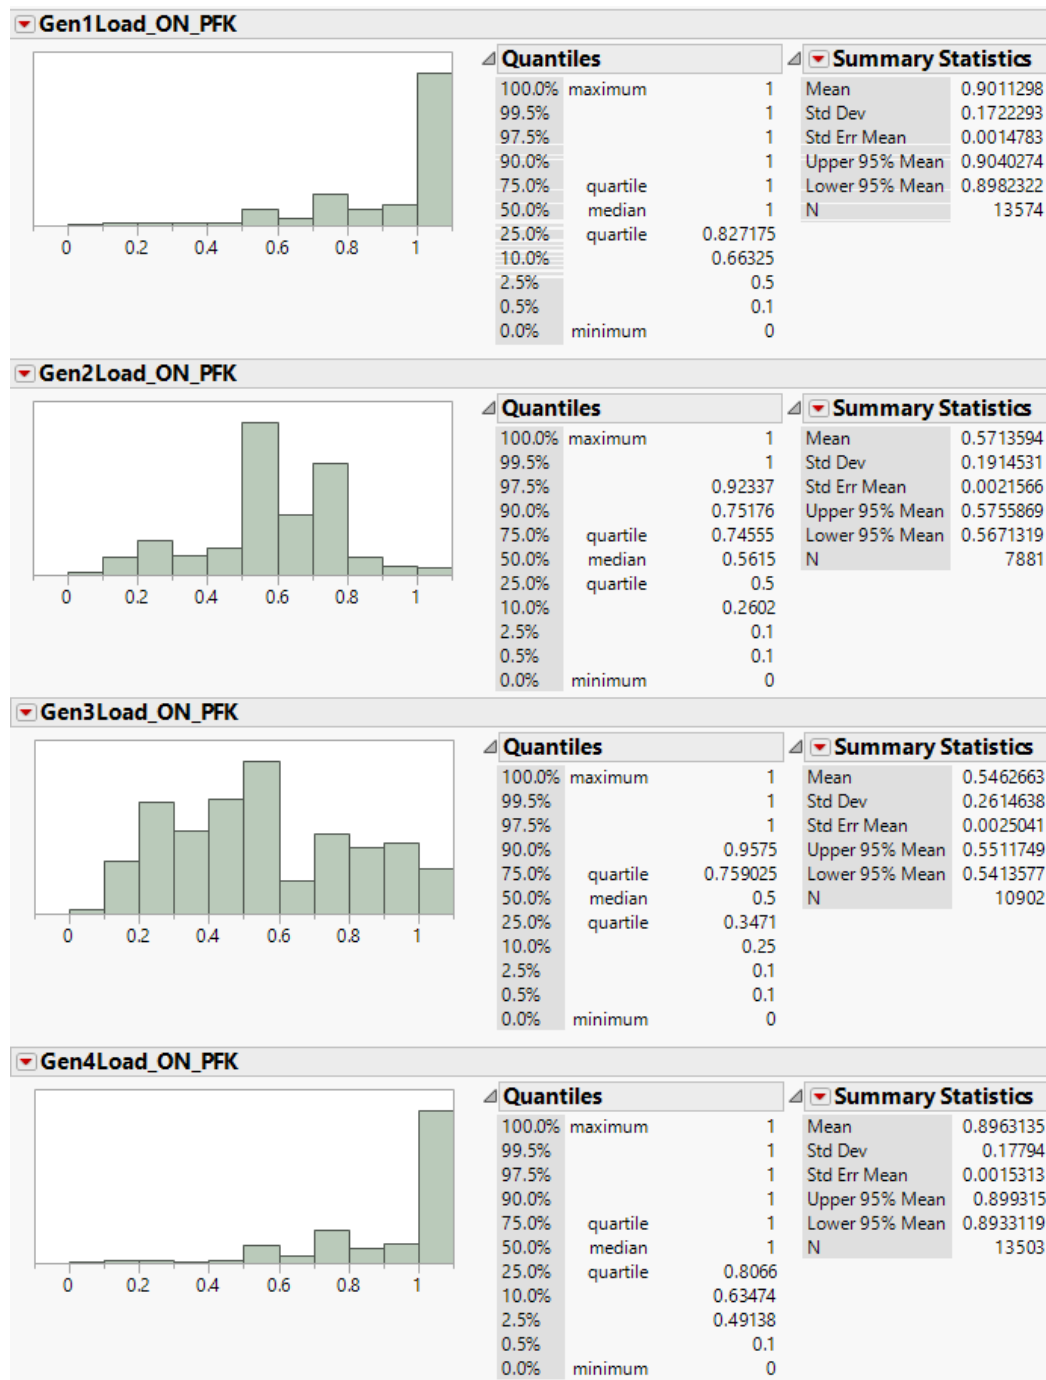 Gen1Load_ON_PFK
Quantiles
100.0% maximum 1
99.5% 1
97.5% 1
90.0% 1
75.0% quartile 1
50.0% median 1
25.0% quartile 0.827175
10.0% 0.66325
2.5% 0.5
0.5% 0.1
0.0% minimum 0
Summary Statistics
Mean 0.9011298
Std Dev 0.1722293
Std Err Mean 0.0014783
Upper 95% Mean 0.9040274
Lower 95% Mean 0.8982322
N 13574
0 0.2 0.4 0.6 0.8 1
Gen2Load_ON_PFK
Quantiles
100.0% maximum 1
99.5% 1
97.5% 0.92337
90.0% 0.75176
75.0% quartile 0.74555
50.0% median 0.5615
25.0% quartile 0.5
10.0% 0.2602
2.5% 0.1
0.5% 0.1
0.0% minimum 0
Summary Statistics
Mean 0.5713594
Std Dev 0.1914531
Std Err Mean 0.0021566
Upper 95% Mean 0.5755869
Lower 95% Mean 0.5671319
N 7881
0 0.2 0.4 0.6 0.8 1
Gen3Load_ON_PFK
Quantiles
100.0% maximum 1
99.5% 1
97.5% 1
90.0% 0.9575
75.0% quartile 0.759025
50.0% median 0.5
25.0% quartile 0.3471
10.0% 0.25
2.5% 0.1
0.5% 0.1
0.0% minimum 0
Summary Statistics
Mean 0.5462663
Std Dev 0.2614638
Std Err Mean 0.0025041
Upper 95% Mean 0.5511749
Lower 95% Mean 0.5413577
N 10902
0 0.2 0.4 0.6 0.8 1
Gen4Load_ON_PFK
Quantiles
100.0% maximum 1
99.5% 1
97.5% 1
90.0% 1
75.0% quartile 1
50.0% median 1
25.0% quartile 0.8066
10.0% 0.63474
2.5% 0.49138
0.5% 0.1
0.0% minimum 0
Summary Statistics
Mean 0.8963135
Std Dev 0.17794
Std Err Mean 0.0015313
Upper 95% Mean 0.899315
Lower 95% Mean 0.8933119
N 13503
0 0.2 0.4 0.6 0.8 1